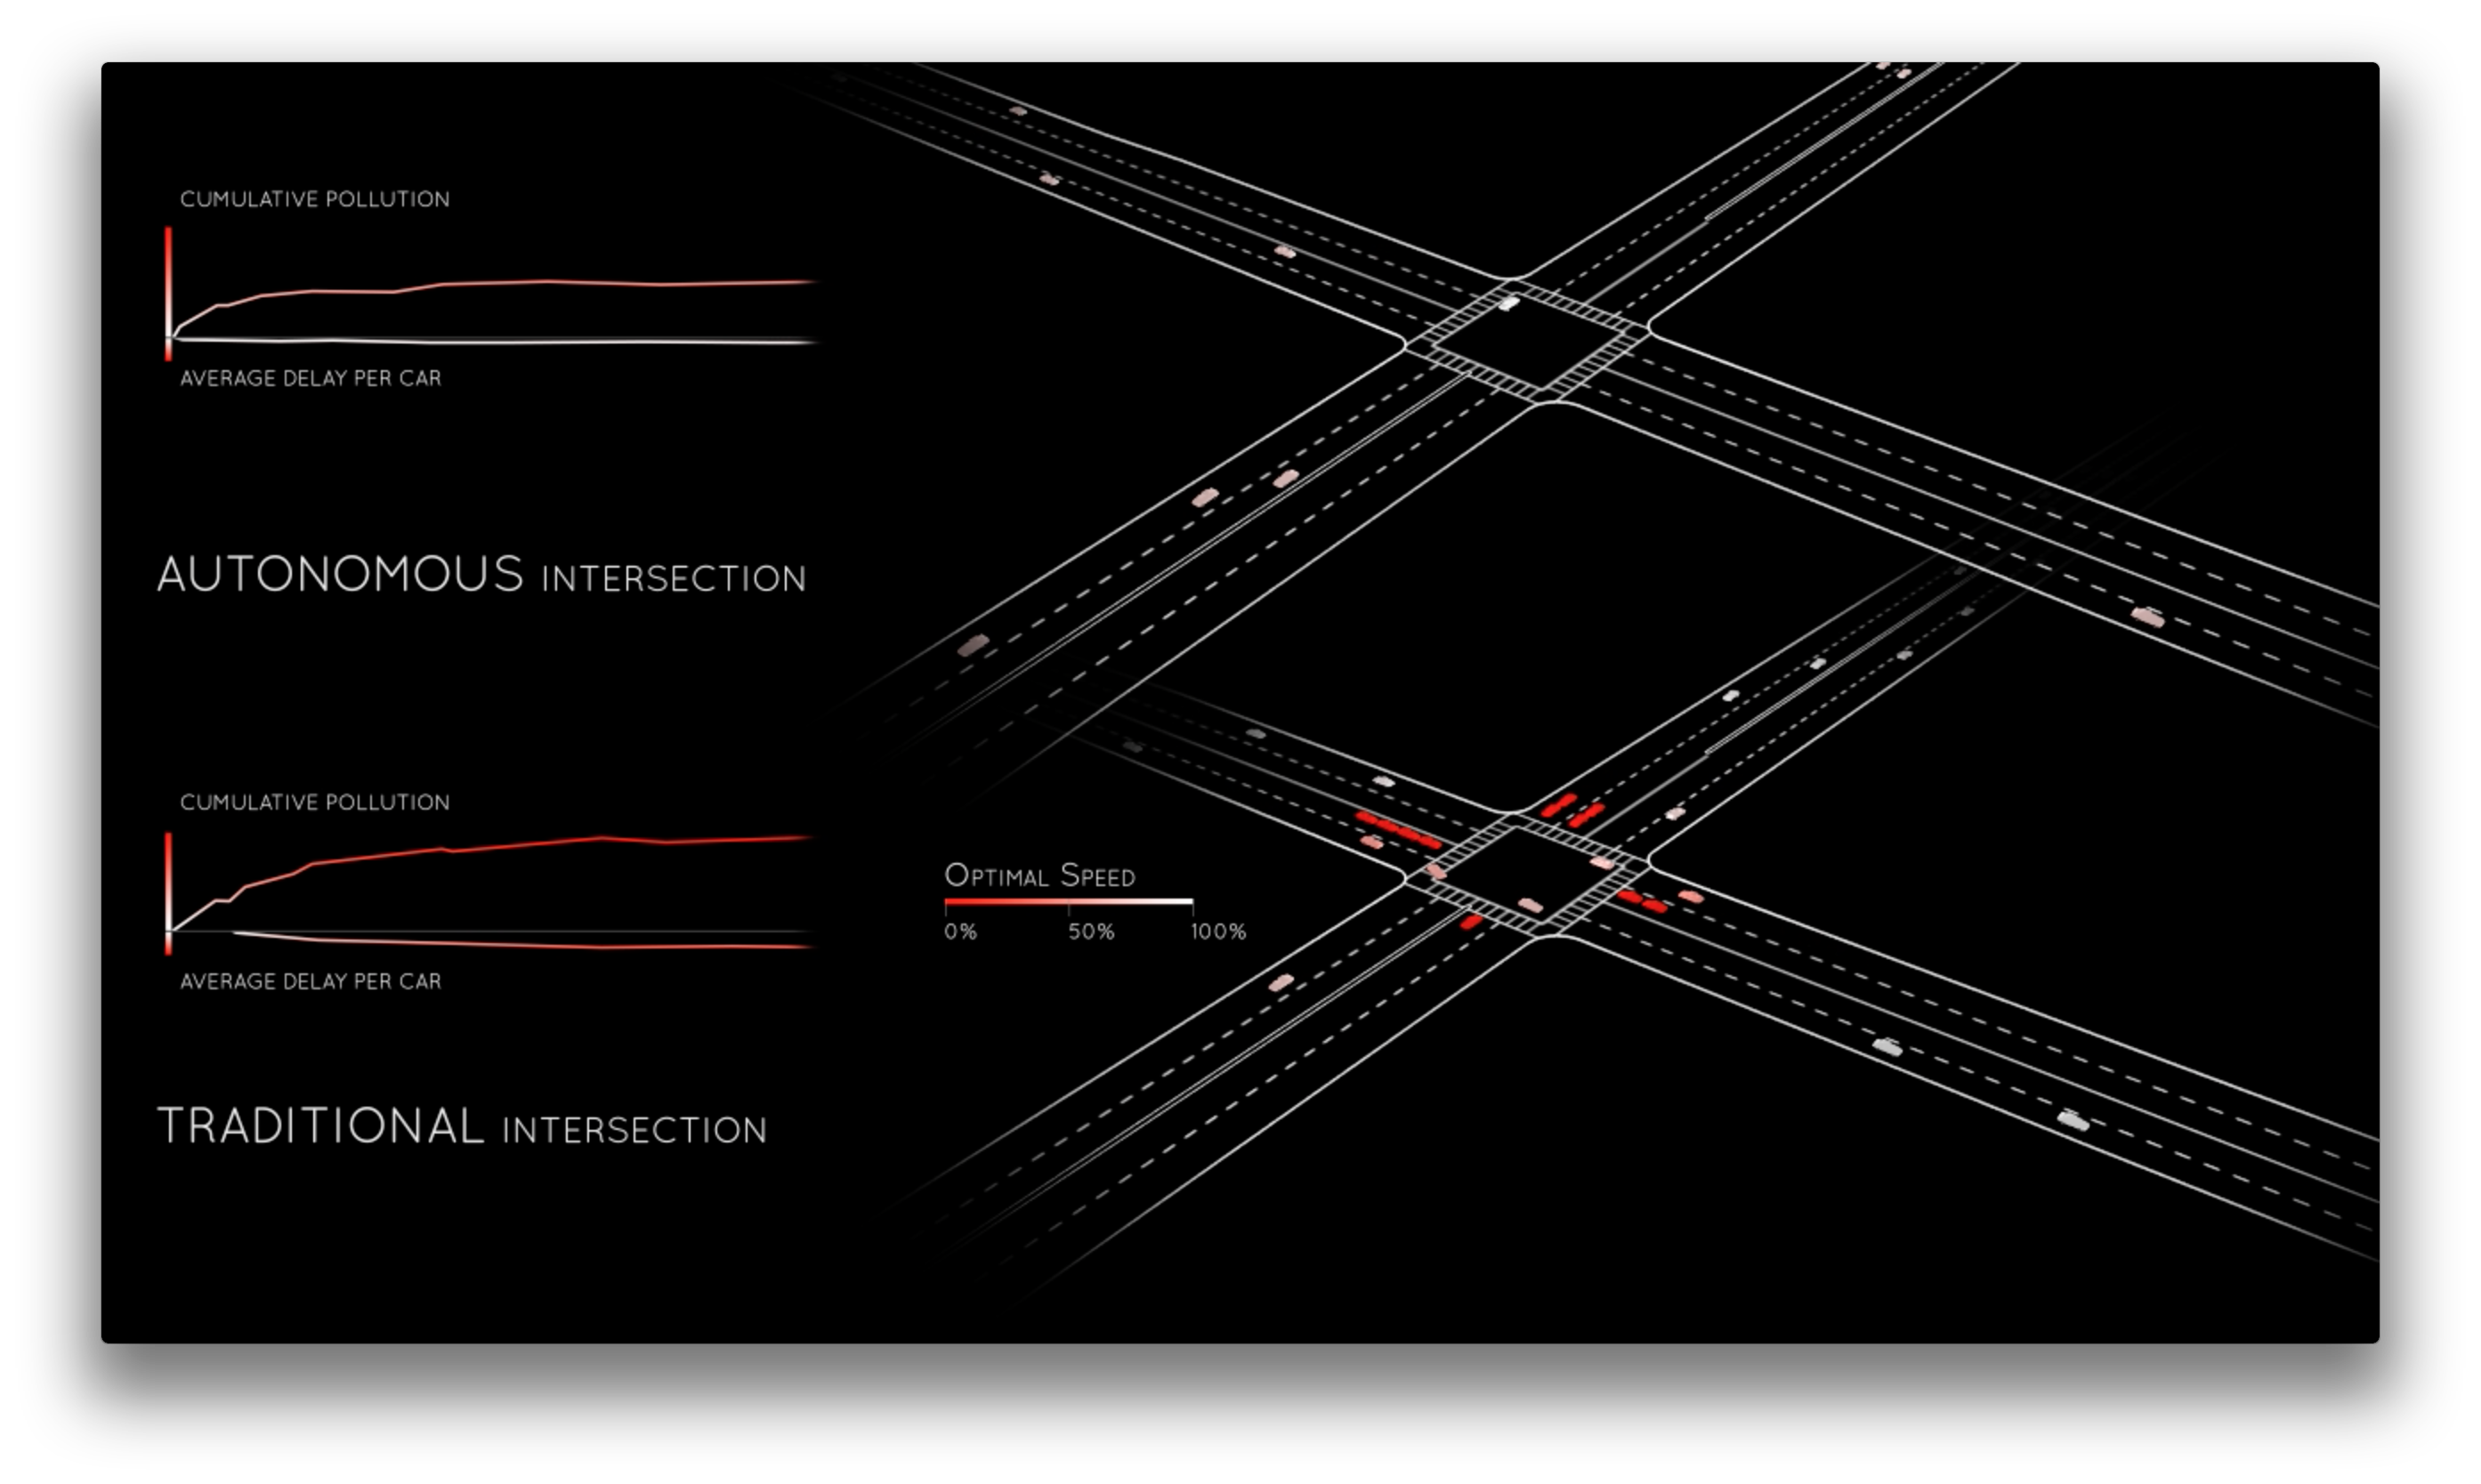 CUMULATIVE POLLUTION
AVERAGE DELAY PER CAR
AUTONOMOUS INTERSECTION
CUMULATIVE POLLUTION
AVERAGE DELAY PER CAR
TRADITIONAL INTERSECTION
OPTIMAL SPEED
0% 50% 100%